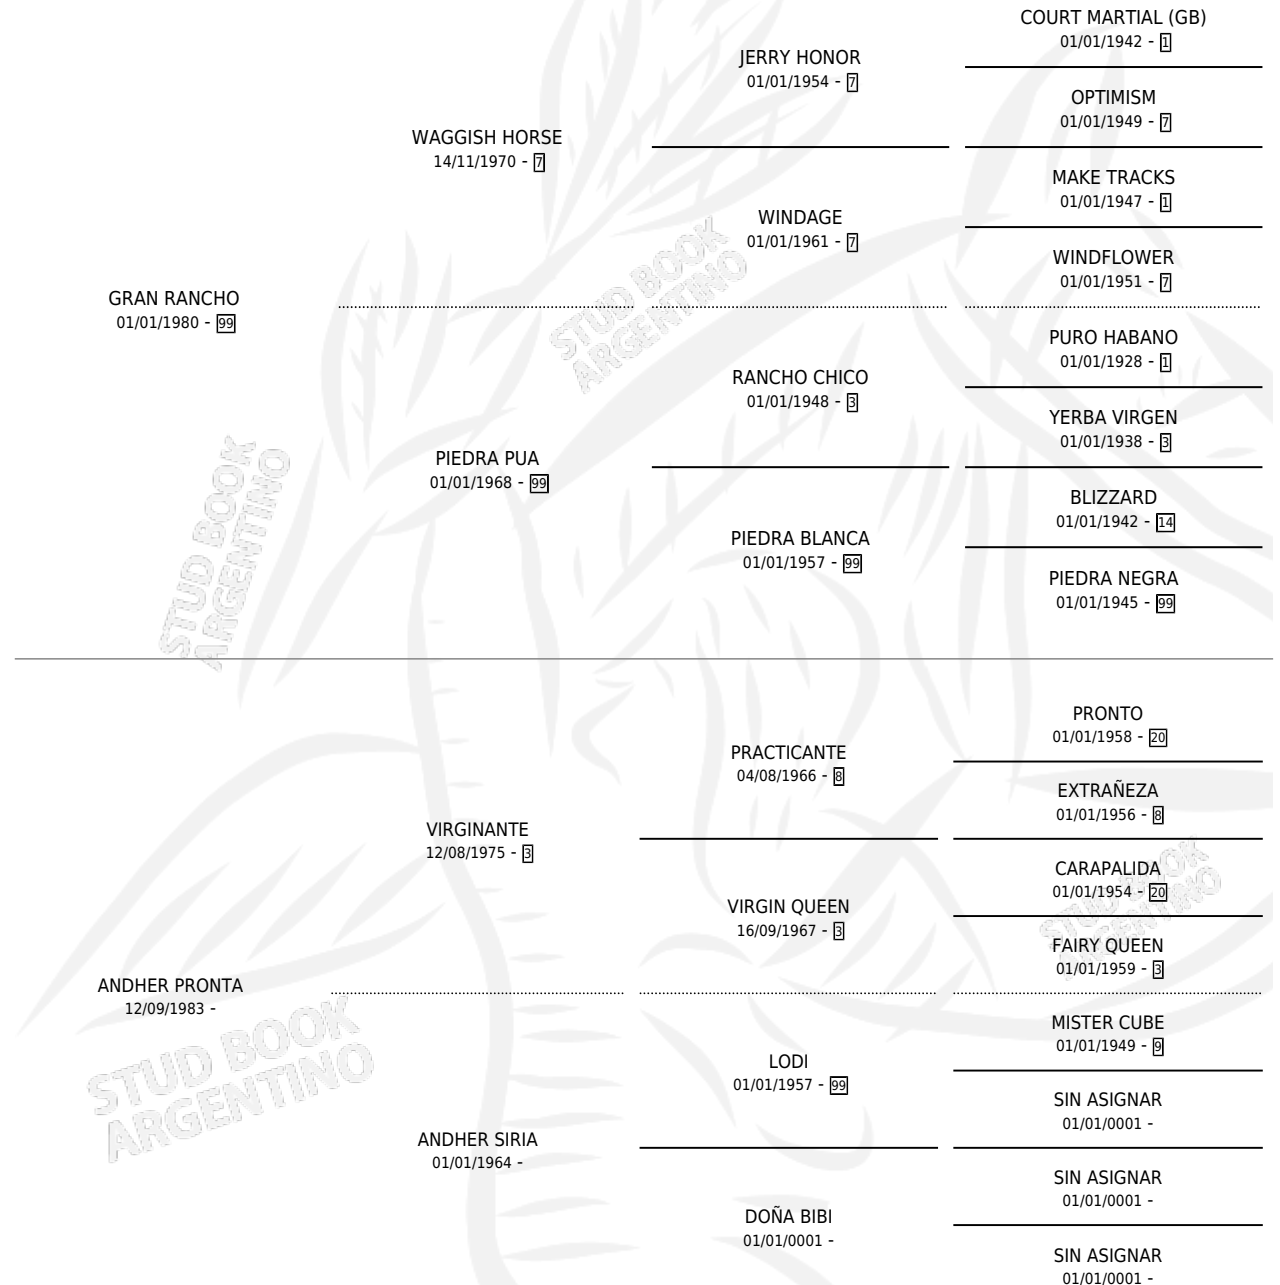 COURT MARTIAL (GB)
01/01/1942 - 1
JERRY HONOR
01/01/1954 - 7
OPTIMISM
01/01/1949 - 7
WAGGISH HORSE
14/11/1970 - 7
MAKE TRACKS
01/01/1947 - 1
WINDAGE
01/01/1961 - 7
WINDFLOWER
01/01/1951 - 7
GRAN RANCHO
01/01/1980 - 99
PURO HABANO
01/01/1928 - 1
RANCHO CHICO
01/01/1948 - 3
YERBA VIRGEN
01/01/1938 - 3
PIEDRA PUA
01/01/1968 - 99
BLIZZARD
01/01/1942 - 14
PIEDRA BLANCA
01/01/1957 - 99
PIEDRA NEGRA
01/01/1945 - 99
PRONTO
01/01/1958 - 20
PRACTICANTE
04/08/1966 - 8
EXTRAÑEZA
01/01/1956 - 8
VIRGINANTE
12/08/1975 - 3
CARAPALIDA
01/01/1954 - 20
VIRGIN QUEEN
16/09/1967 - 3
FAIRY QUEEN
01/01/1959 - 3
ANDHER PRONTA
12/09/1983 -
MISTER CUBE
01/01/1949 - 9
LODI
01/01/1957 - 99
SIN ASIGNAR
01/01/0001 -
ANDHER SIRIA
01/01/1964 -
SIN ASIGNAR
01/01/0001 -
DOÑA BIBI
01/01/0001 -
SIN ASIGNAR
01/01/0001 -
STUD BOOK
ARGENTINO
STUD BOOK
ARGENTINO
STUD BOOK
ARGENTINO
STUD BOOK
ARGENTINO